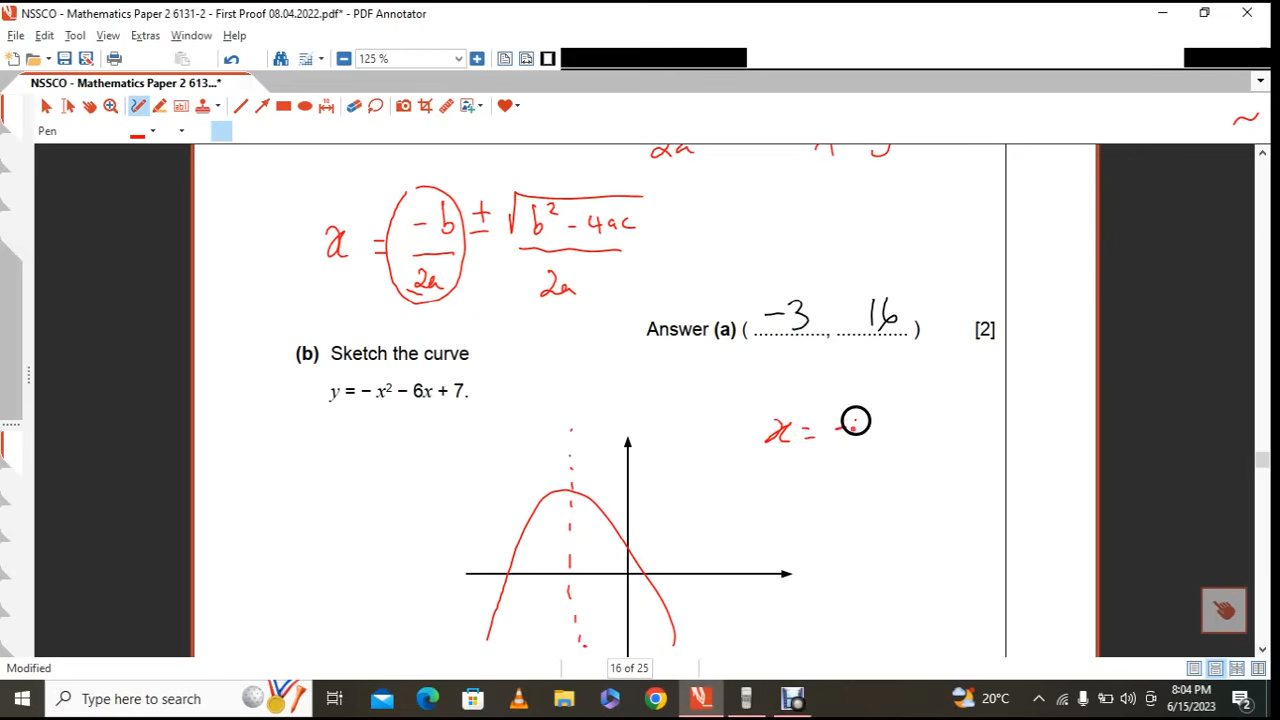 NSSCO - Mathematics Paper 2 6131-2 - First Proof 08.04.2022.pdf* - PDF Annotator
File Edit Tool View Extras Window Help
125 %
NSSCO - Mathematics Paper 2 613...*
Pen
2a
x = -b/2a ± √(b² - 4ac)/2a
-3 16
Answer (a) ( .............., .............. ) [2]
(b) Sketch the curve
y = − x² − 6x + 7.
x = -
16 of 25
Modified
Type here to search
20°C
8:04 PM
6/15/2023
2